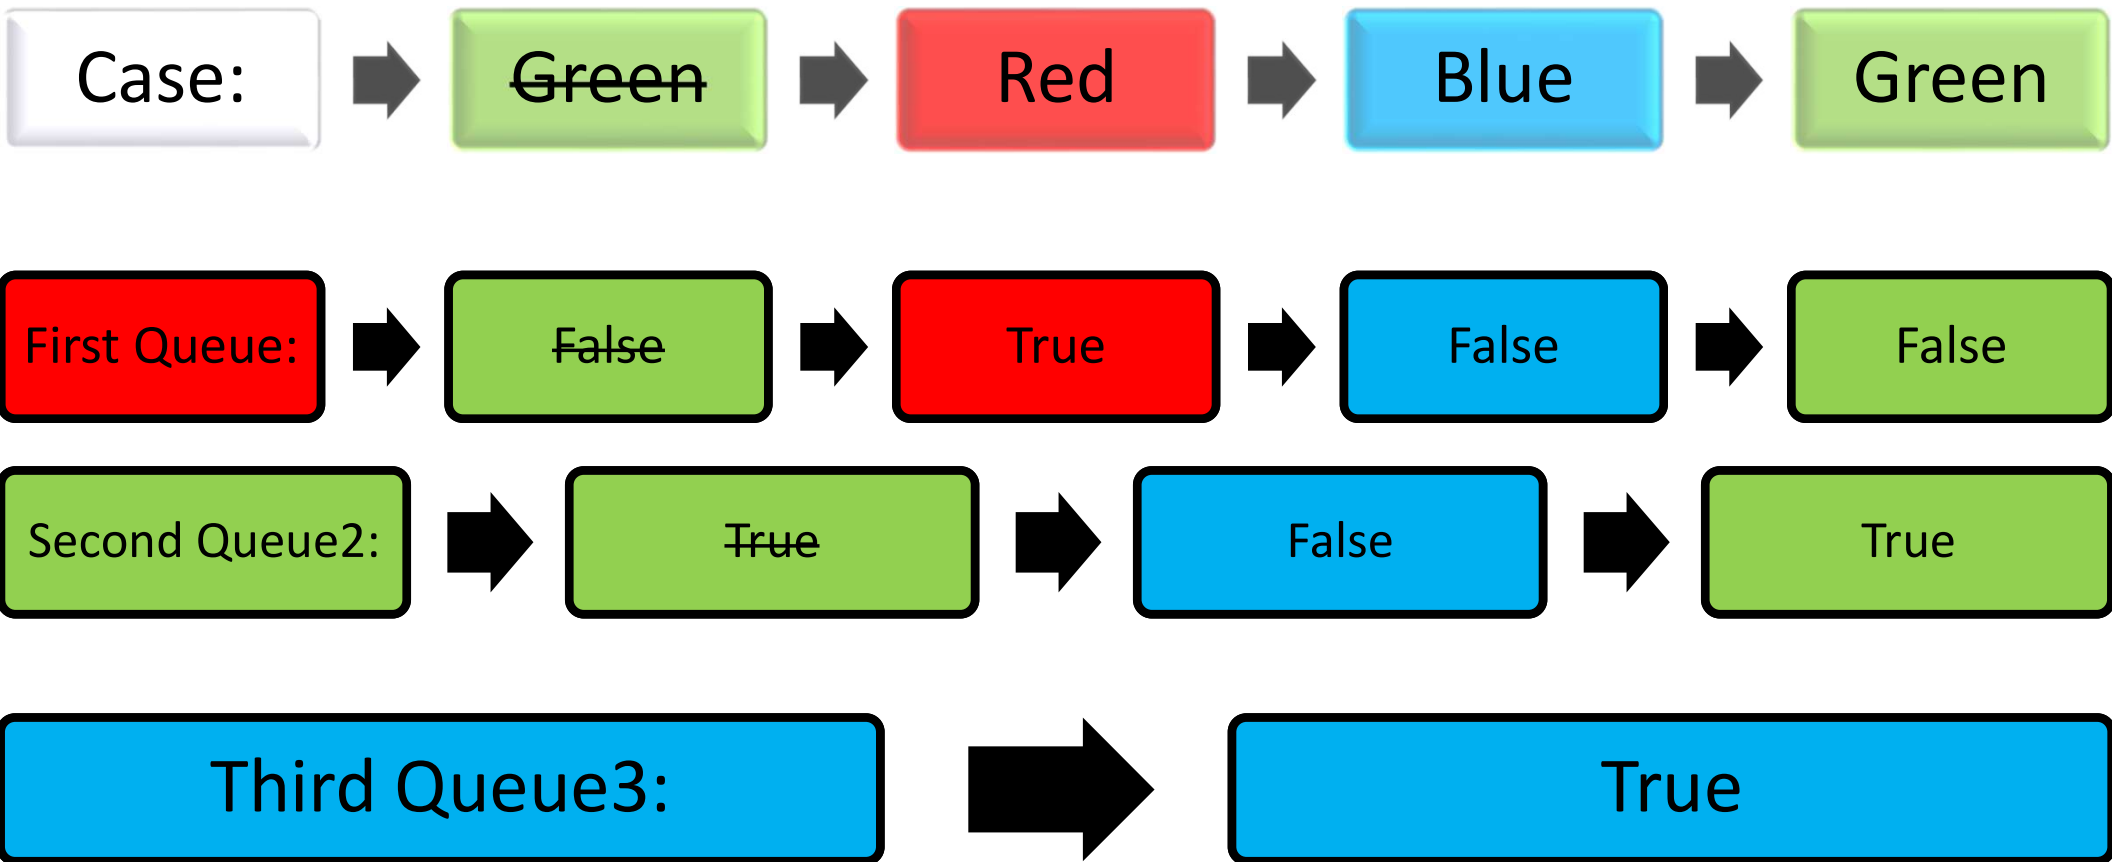 Case: Green Red Blue Green
First Queue: False True False False
Second Queue2: True False True
Third Queue3: True